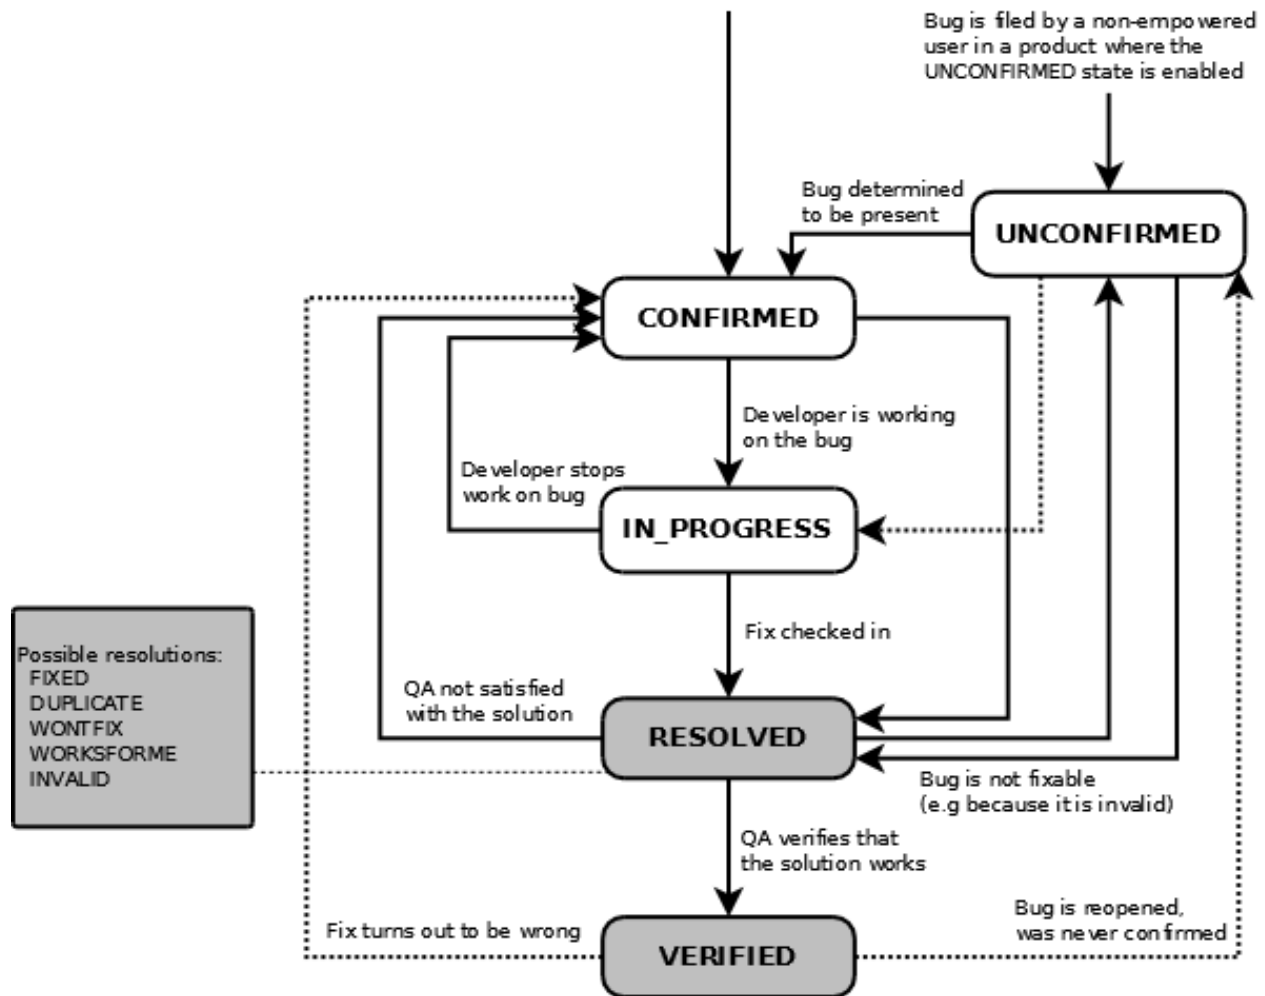 Bug is filed by a non-empowered
user in a product where the
UNCONFIRMED state is enabled
Bug determined
to be present
UNCONFIRMED
CONFIRMED
Developer is working
on the bug
Developer stops
work on bug
IN_PROGRESS
Fix checked in
Possible resolutions:
FIXED
DUPLICATE
WONTFIX
WORKSFORME
INVALID
QA not satisfied
with the solution
RESOLVED
Bug is not fixable
(e.g because it is invalid)
QA verifies that
the solution works
Bug is reopened,
was never confirmed
Fix turns out to be wrong
VERIFIED